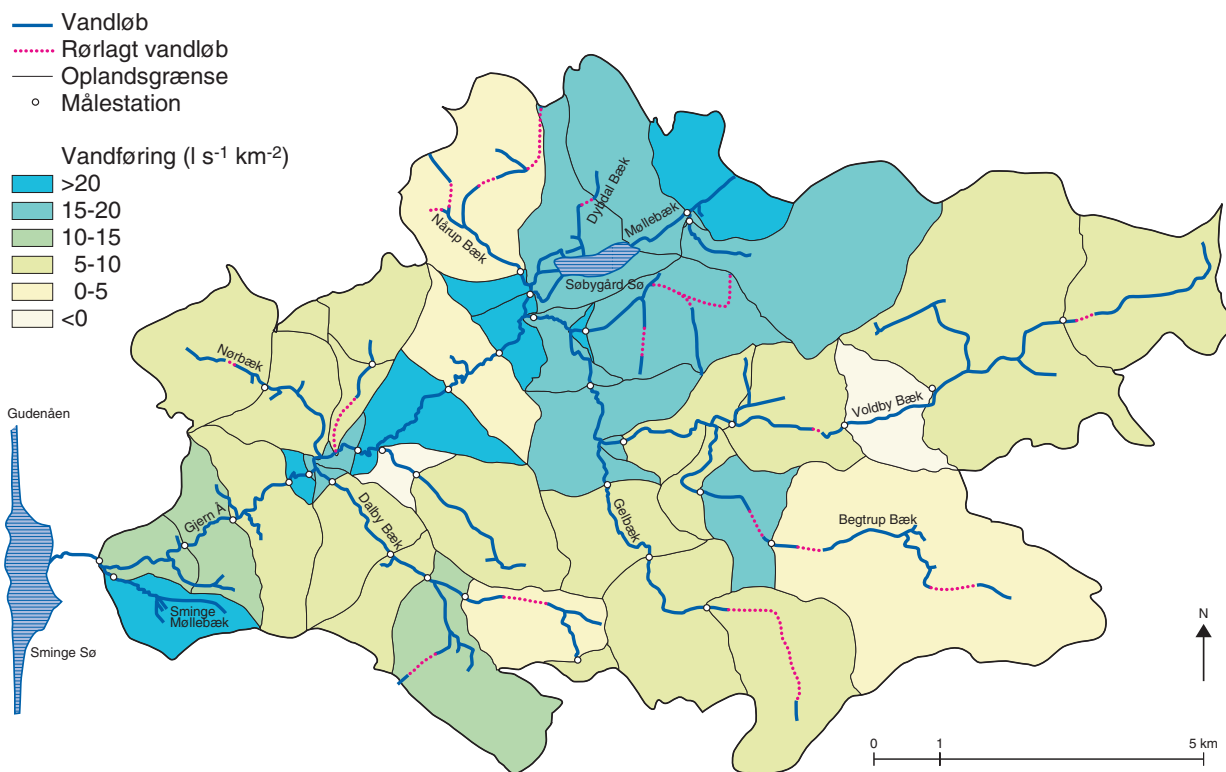 Vandløb
Rørlagt vandløb
Oplandsgrænse
Målestation
Vandføring (l s-1 km-2)
>20
15-20
10-15
5-10
0-5
<0
Dybdal Bæk
Møllebæk
Nårup Bæk
Søbygård Sø
Nørbæk
Voldby Bæk
Gudenåen
Gjern Å
Dalby Bæk
Gelbæk
Begtrup Bæk
Sminge
Møllebæk
Sminge Sø
N
0 1 5 km